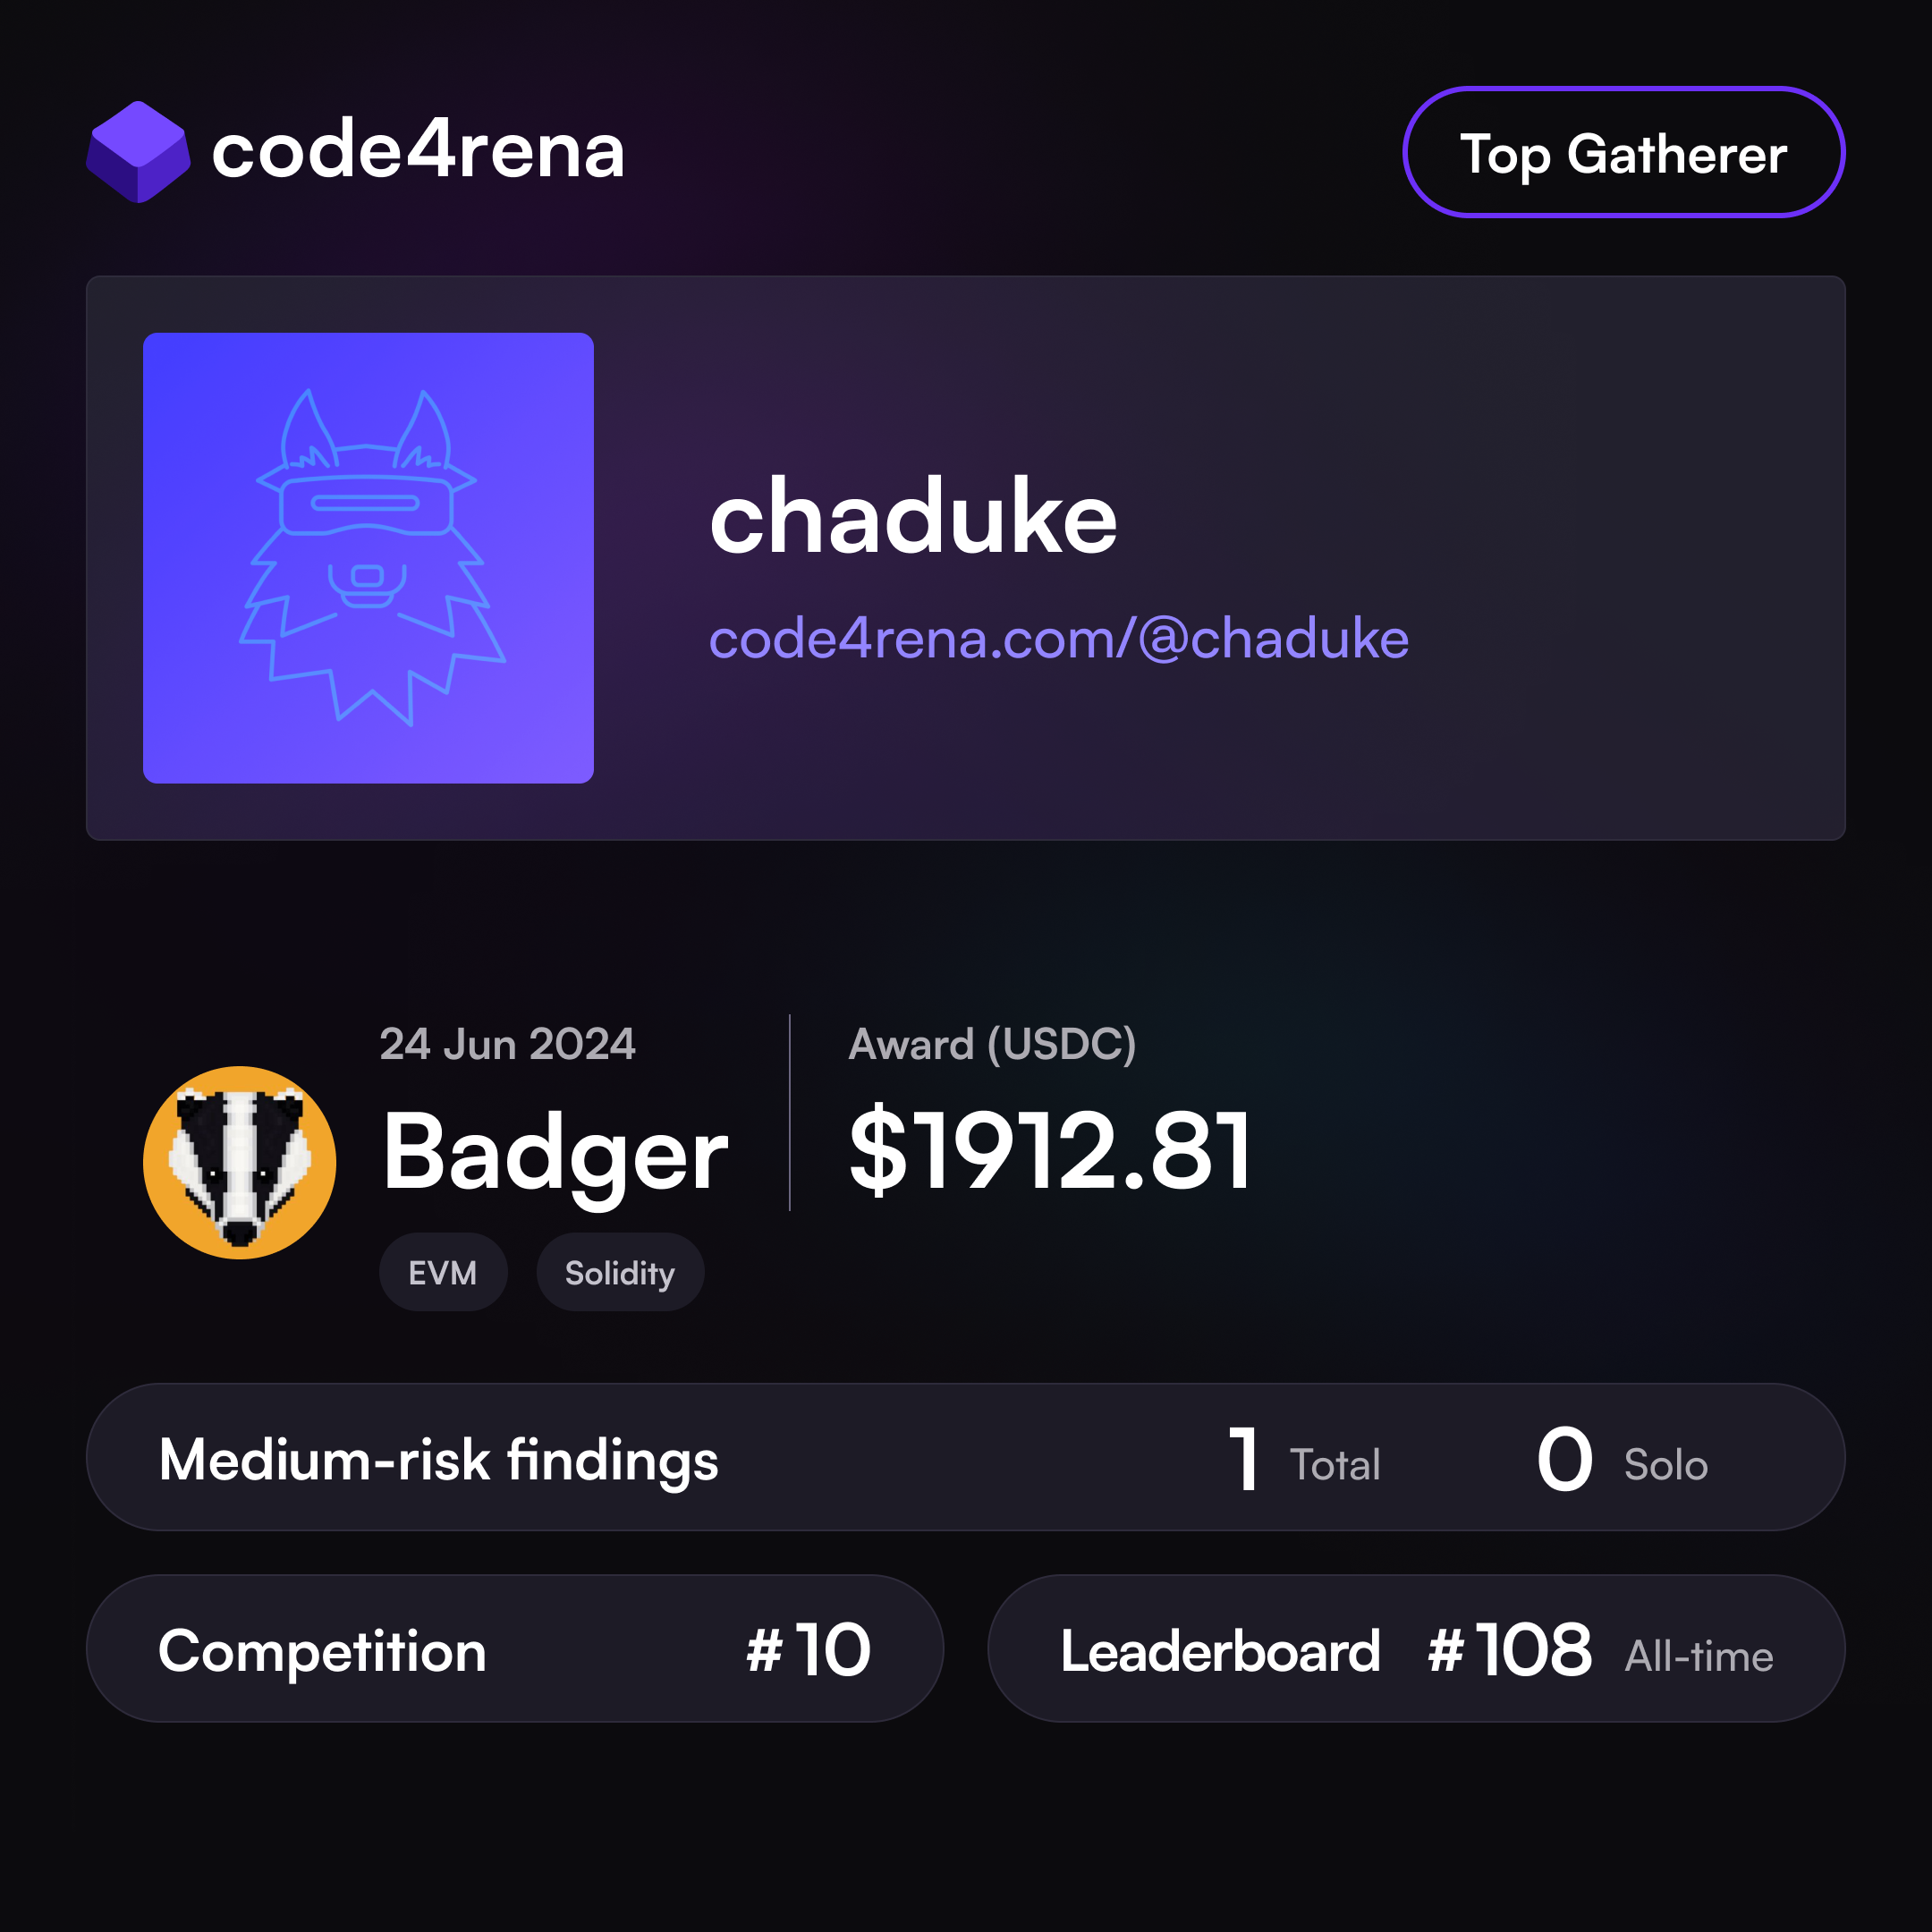 code4rena
Top Gatherer
chaduke
code4rena.com/@chaduke
24 Jun 2024
Badger
EVM
Solidity
Award (USDC)
$1912.81
Medium-risk findings
1 Total
0 Solo
Competition
#10
Leaderboard
#108 All-time